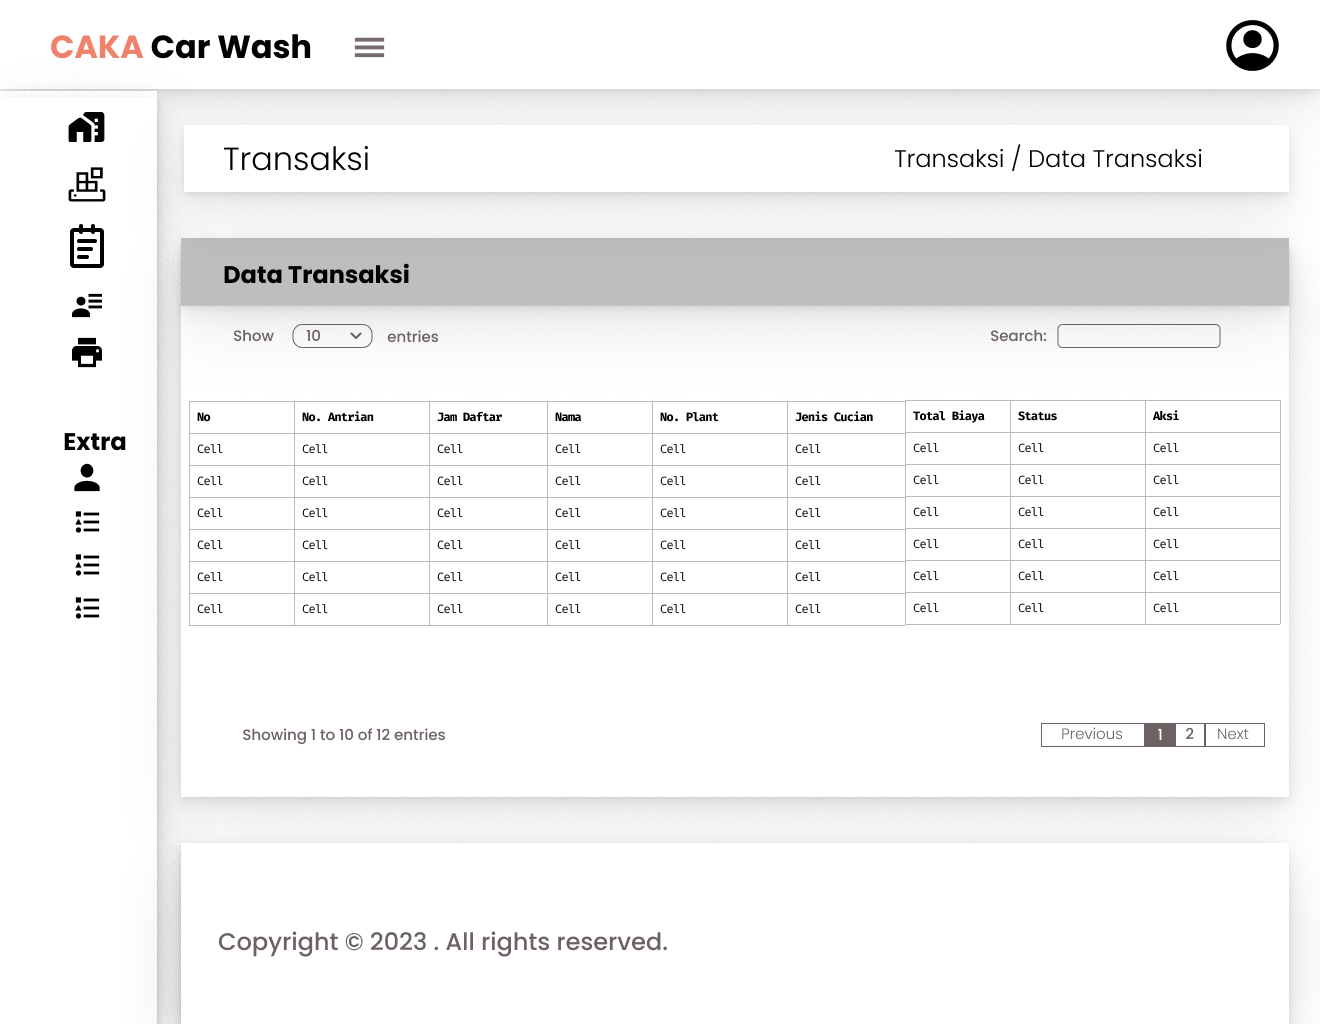 CAKA Car Wash
Transaksi
Transaksi / Data Transaksi
Data Transaksi
Show 10 entries
Search:
No No. Antrian Jam Daftar Nama No. Plant Jenis Cucian Total Biaya Status Aksi
Cell Cell Cell Cell Cell Cell Cell Cell Cell
Cell Cell Cell Cell Cell Cell Cell Cell Cell
Cell Cell Cell Cell Cell Cell Cell Cell Cell
Cell Cell Cell Cell Cell Cell Cell Cell Cell
Cell Cell Cell Cell Cell Cell Cell Cell Cell
Cell Cell Cell Cell Cell Cell Cell Cell Cell
Extra
Showing 1 to 10 of 12 entries
Previous 1 2 Next
Copyright © 2023 . All rights reserved.